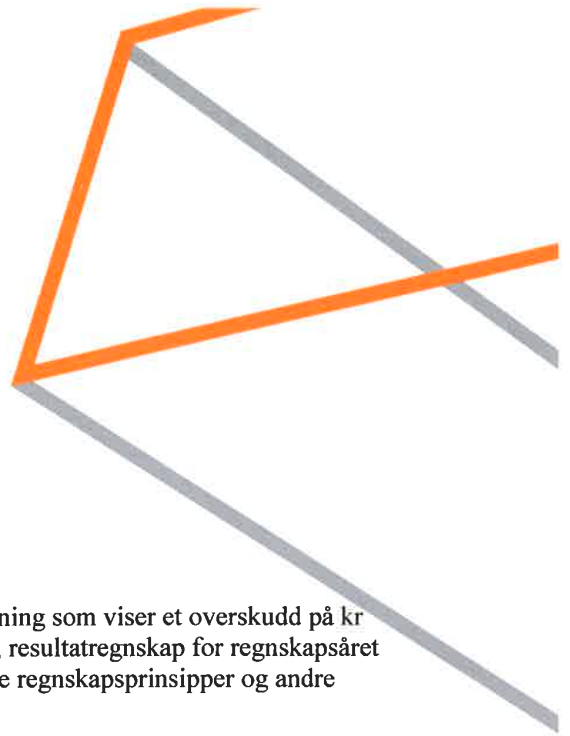 ning som viser et overskudd på kr
, resultatregnskap for regnskapsåret
e regnskapsprinsipper og andre